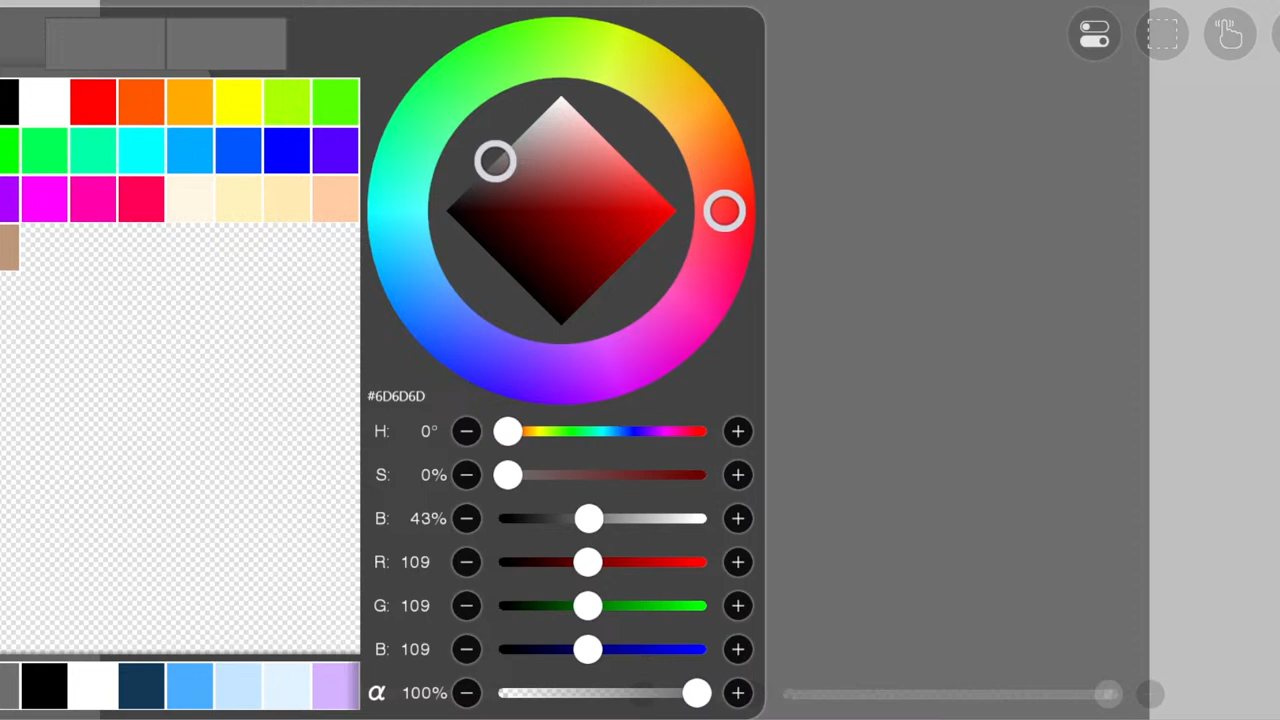 #6D6D6D
H: 0°
S: 0%
B: 43%
R: 109
G: 109
B: 109
α 100%